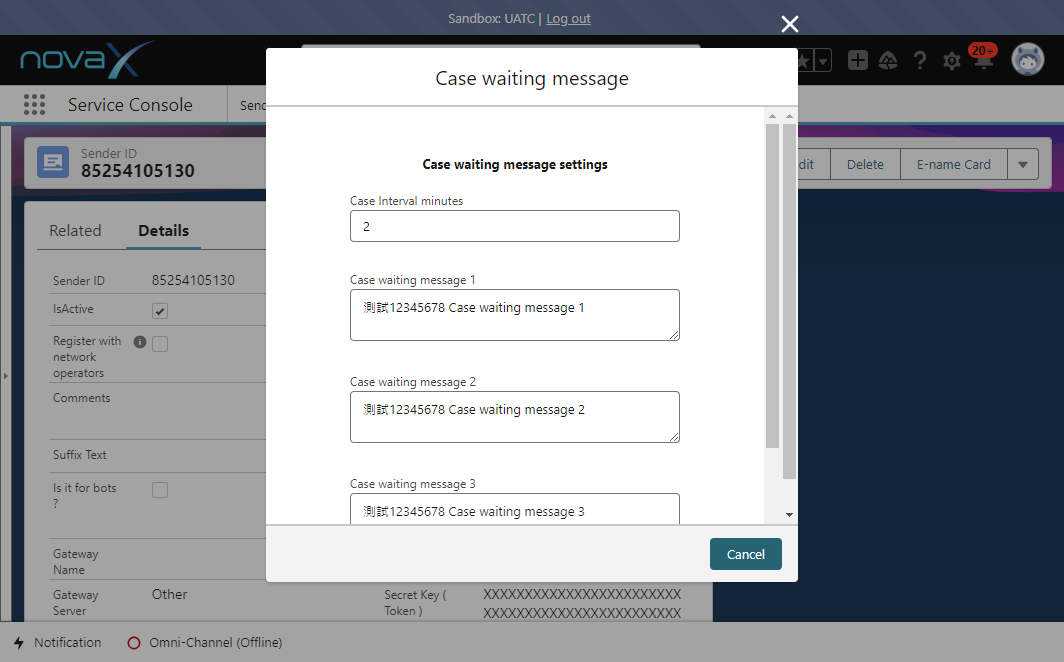 Sandbox: UATC | Log out
novaX
20+
Service Console
Send
Sender ID
85254105130
dit
Delete
E-name Card
Related
Details
Sender ID
85254105130
IsActive
Register with
network
operators
Comments
Suffix Text
Is it for bots
?
Gateway
Name
Gateway
Server
Other
Secret Key (
Token )
XXXXXXXXXXXXXXXXXXXXXXXX
XXXXXXXXXXXXXXXXXXXXXXXX
Case waiting message
Case waiting message settings
Case Interval minutes
2
Case waiting message 1
測試12345678 Case waiting message 1
Case waiting message 2
測試12345678 Case waiting message 2
Case waiting message 3
測試12345678 Case waiting message 3
Cancel
Notification
Omni-Channel (Offline)